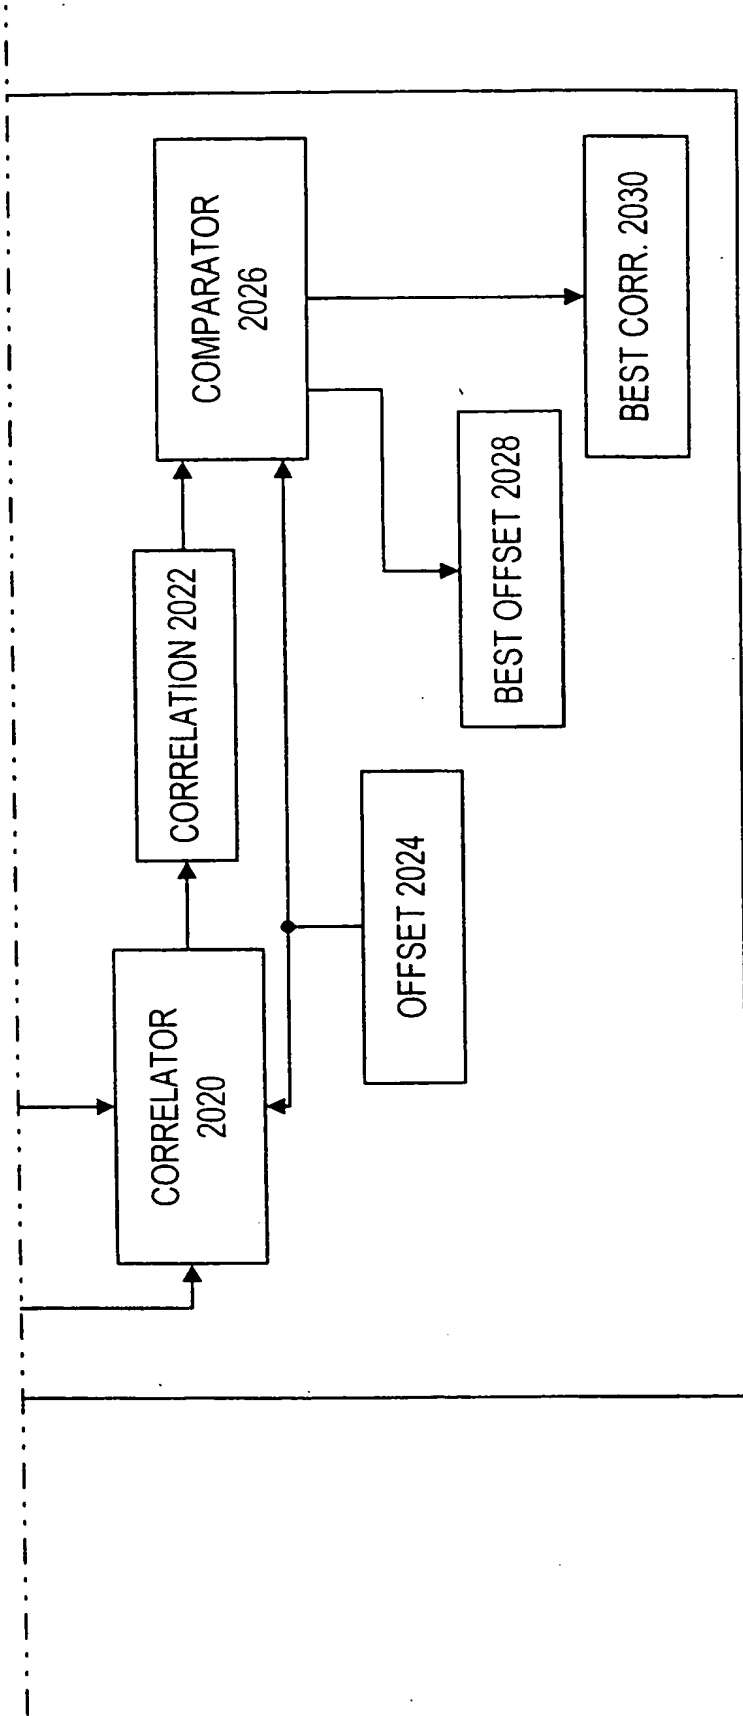 CORRELATOR
2020
CORRELATION 2022
COMPARATOR
2026
OFFSET 2024
BEST OFFSET 2028
BEST CORR. 2030